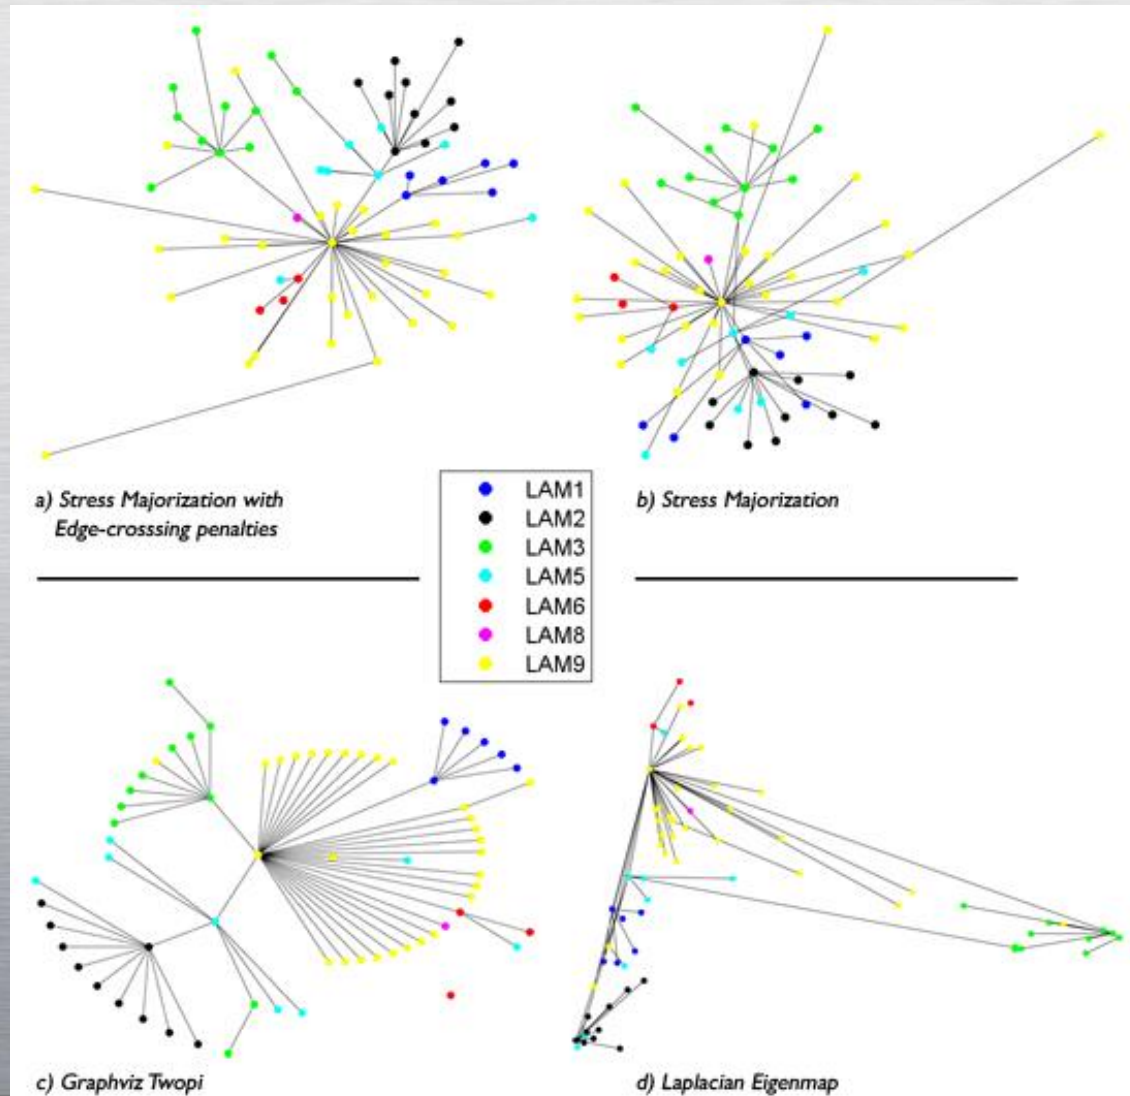 a) Stress Majorization with
Edge-crosssing penalties
b) Stress Majorization
LAM1
LAM2
LAM3
LAM5
LAM6
LAM8
LAM9
c) Graphviz Twopi
d) Laplacian Eigenmap